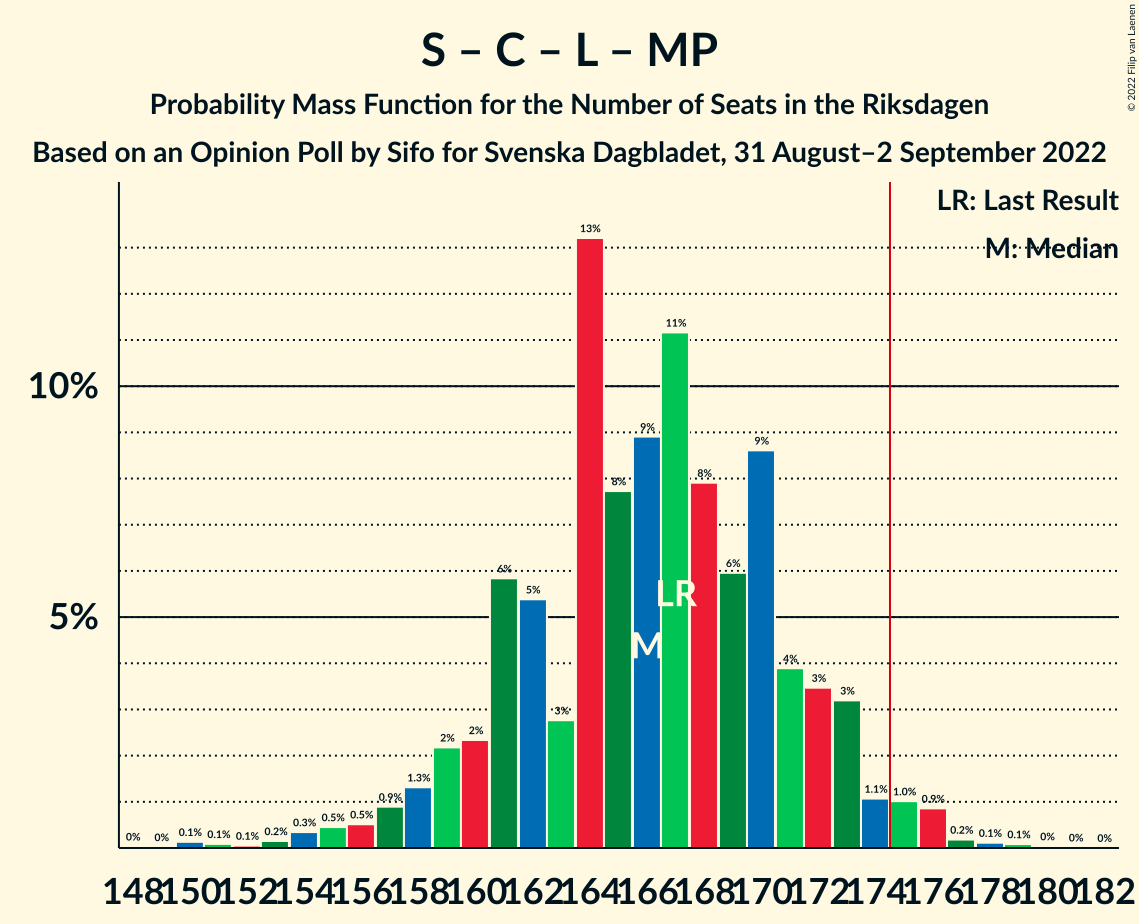 S – C – L – MP
Probability Mass Function for the Number of Seats in the Riksdagen
Based on an Opinion Poll by Sifo for Svenska Dagbladet, 31 August–2 September 2022
© 2022 Filip van Laenen
LR: Last Result
M: Median
10%
5%
0% 0% 0.1% 0.1% 0.1% 0.2% 0.3% 0.5% 0.5% 0.9% 1.3% 2% 2% 6% 5% 3% 13% 8% 9% 11% 8% 6% 9% 4% 3% 3% 1.1% 1.0% 0.9% 0.2% 0.1% 0.1% 0% 0% 0%
LR
M
148 150 152 154 156 158 160 162 164 166 168 170 172 174 176 178 180 182